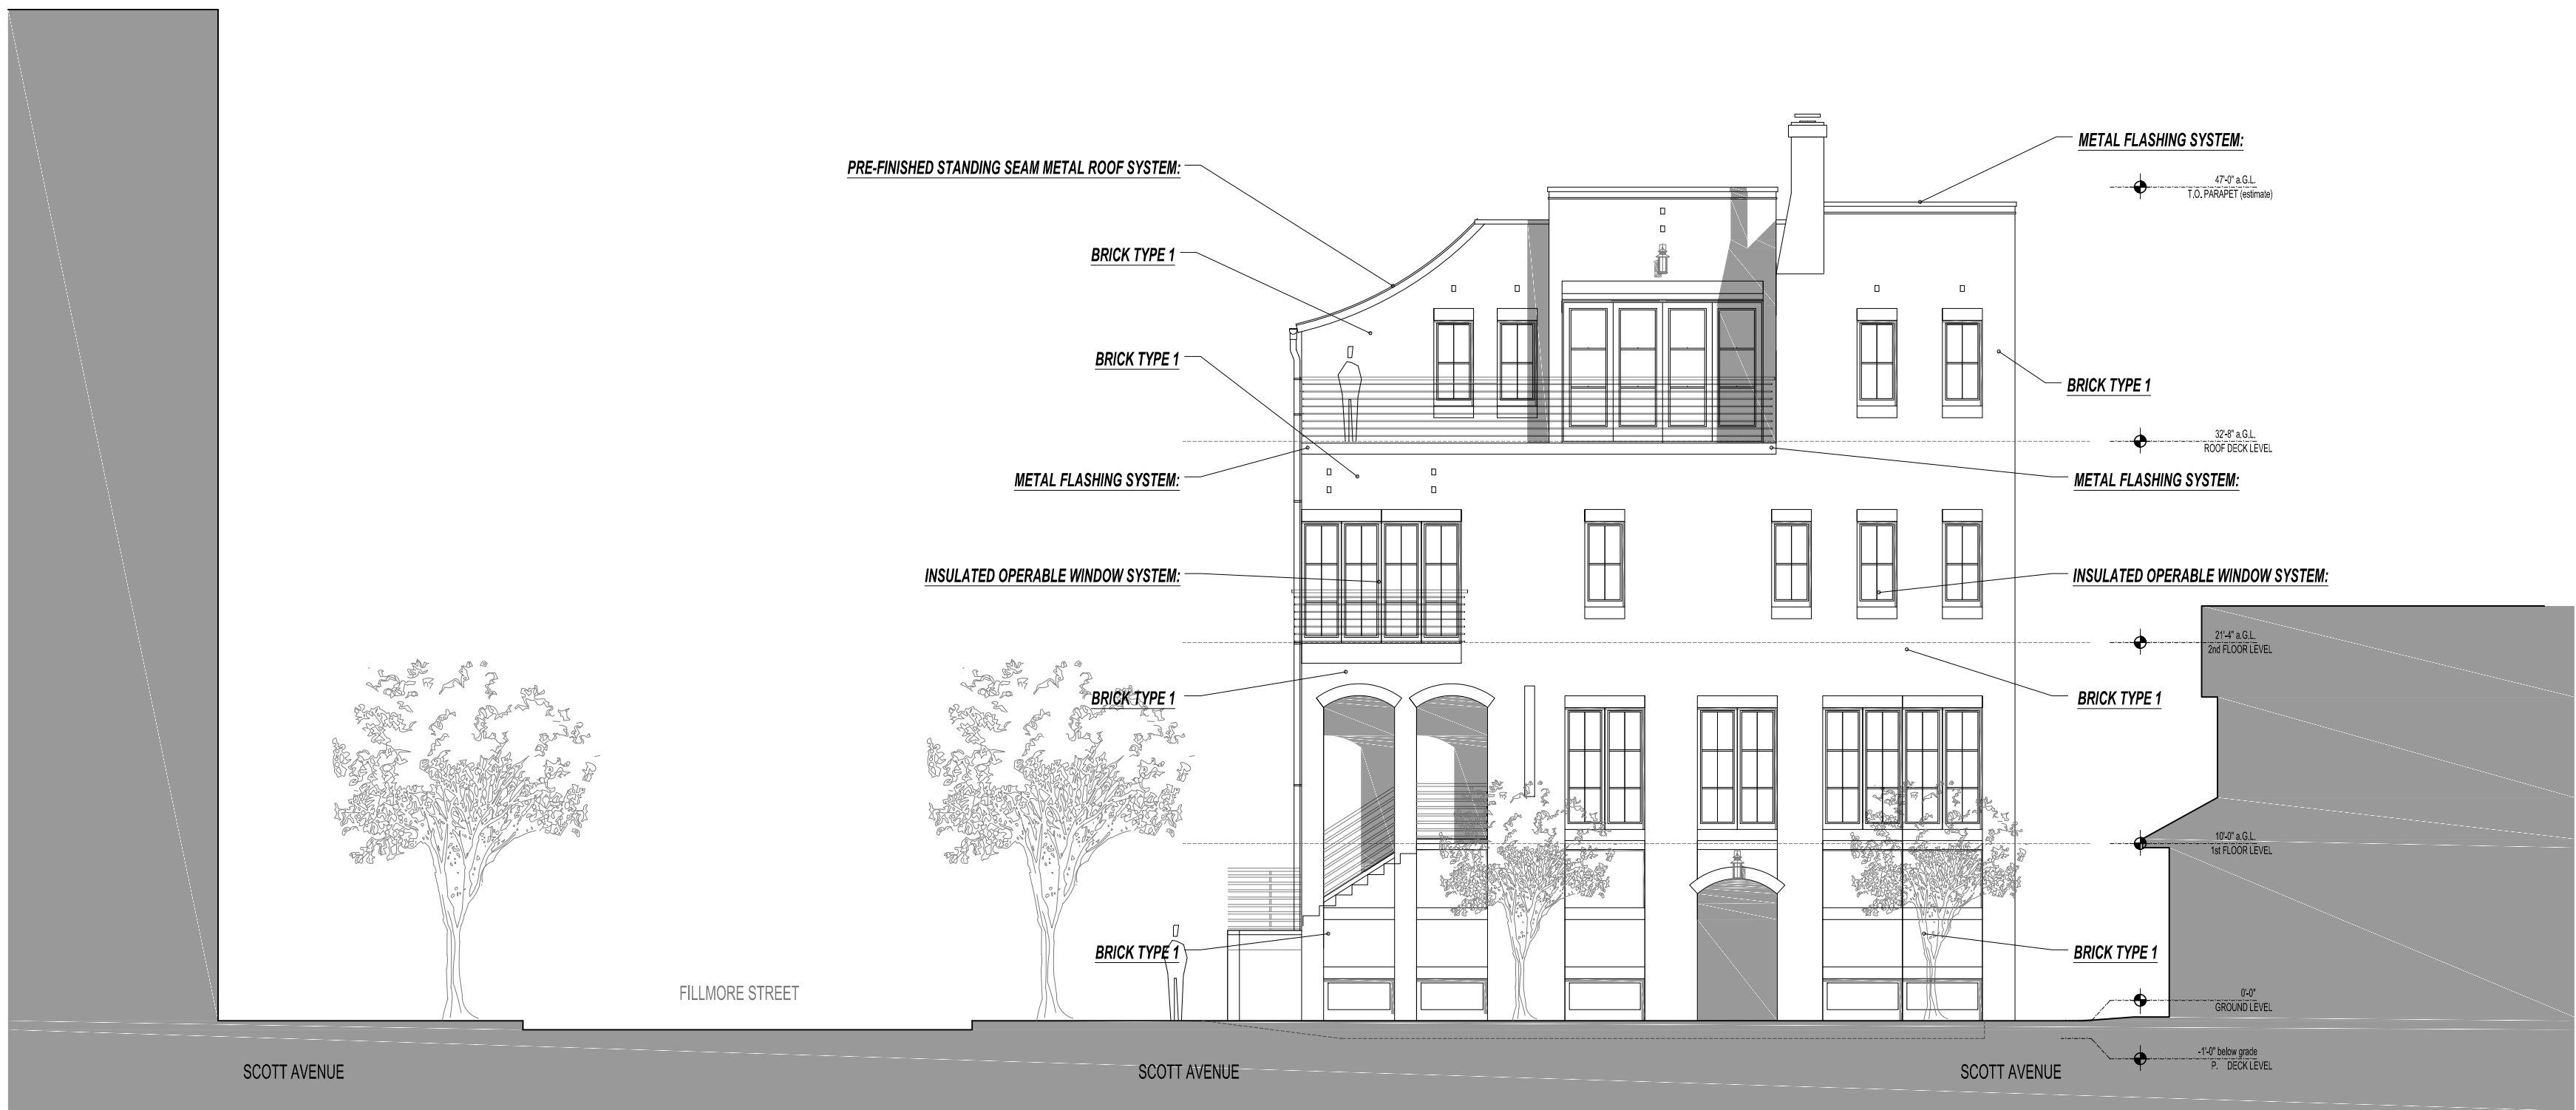 METAL FLASHING SYSTEM:
PRE-FINISHED STANDING SEAM METAL ROOF SYSTEM:
47'-0" a.G.L.
T.O. PARAPET (estimate)
BRICK TYPE 1
BRICK TYPE 1
BRICK TYPE 1
32'-8" a.G.L.
ROOF DECK LEVEL
METAL FLASHING SYSTEM:
METAL FLASHING SYSTEM:
INSULATED OPERABLE WINDOW SYSTEM:
INSULATED OPERABLE WINDOW SYSTEM:
21'-4" a.G.L.
2nd FLOOR LEVEL
BRICK TYPE 1
BRICK TYPE 1
10'-0" a.G.L.
1st FLOOR LEVEL
BRICK TYPE 1
BRICK TYPE 1
FILLMORE STREET
0'-0"
GROUND LEVEL
-1'-0" below grade
P. DECK LEVEL
SCOTT AVENUE
SCOTT AVENUE
SCOTT AVENUE